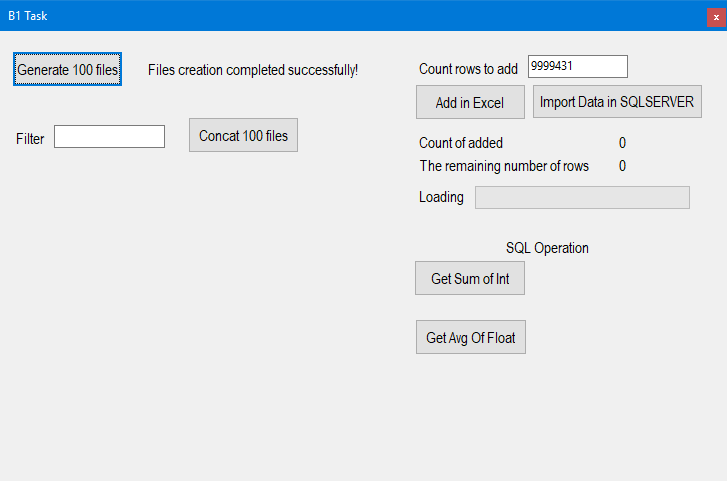 B1 Task
x
Generate 100 files
Files creation completed successfully!
Filter
Concat 100 files
Count rows to add
9999431
Add in Excel
Import Data in SQLSERVER
Count of added 0
The remaining number of rows 0
Loading
SQL Operation
Get Sum of Int
Get Avg Of Float